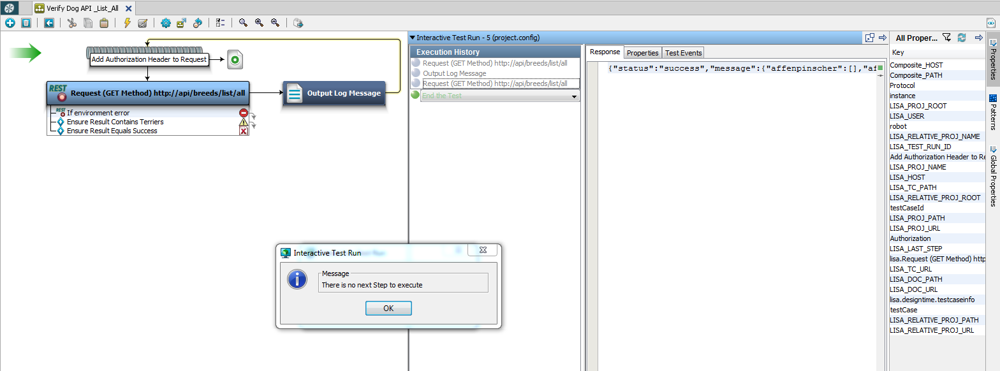 Verify Dog API _List_All
Add Authorization Header to Request
REST
Request (GET Method) http://api/breeds/list/all
Output Log Message
REST
If environment error
Ensure Result Contains Terriers
Ensure Result Equals Success
Interactive Test Run - 5 (project.config)
Execution History
Request (GET Method) http://api/breeds/list/all
Output Log Message
Request (GET Method) http://api/breeds/list/all
End the Test
Response
Properties
Test Events
{"status":"success","message":{"affenpinscher":[],"af
Interactive Test Run
Message
There is no next Step to execute
OK
All Proper...
Key
Composite_HOST
Composite_PATH
Protocol
instance
LISA_PROJ_ROOT
LISA_USER
robot
LISA_RELATIVE_PROJ_NAME
LISA_TEST_RUN_ID
Add Authorization Header to Re
LISA_PROJ_NAME
LISA_HOST
LISA_TC_PATH
LISA_RELATIVE_PROJ_ROOT
testCaseId
LISA_PROJ_PATH
LISA_PROJ_URL
Authorization
LISA_LAST_STEP
lisa.Request (GET Method) http
LISA_TC_URL
LISA_DOC_PATH
LISA_DOC_URL
lisa.designtime.testcaseinfo
testCase
LISA_RELATIVE_PROJ_PATH
LISA_RELATIVE_PROJ_URL
Properties
Patterns
Global Properties